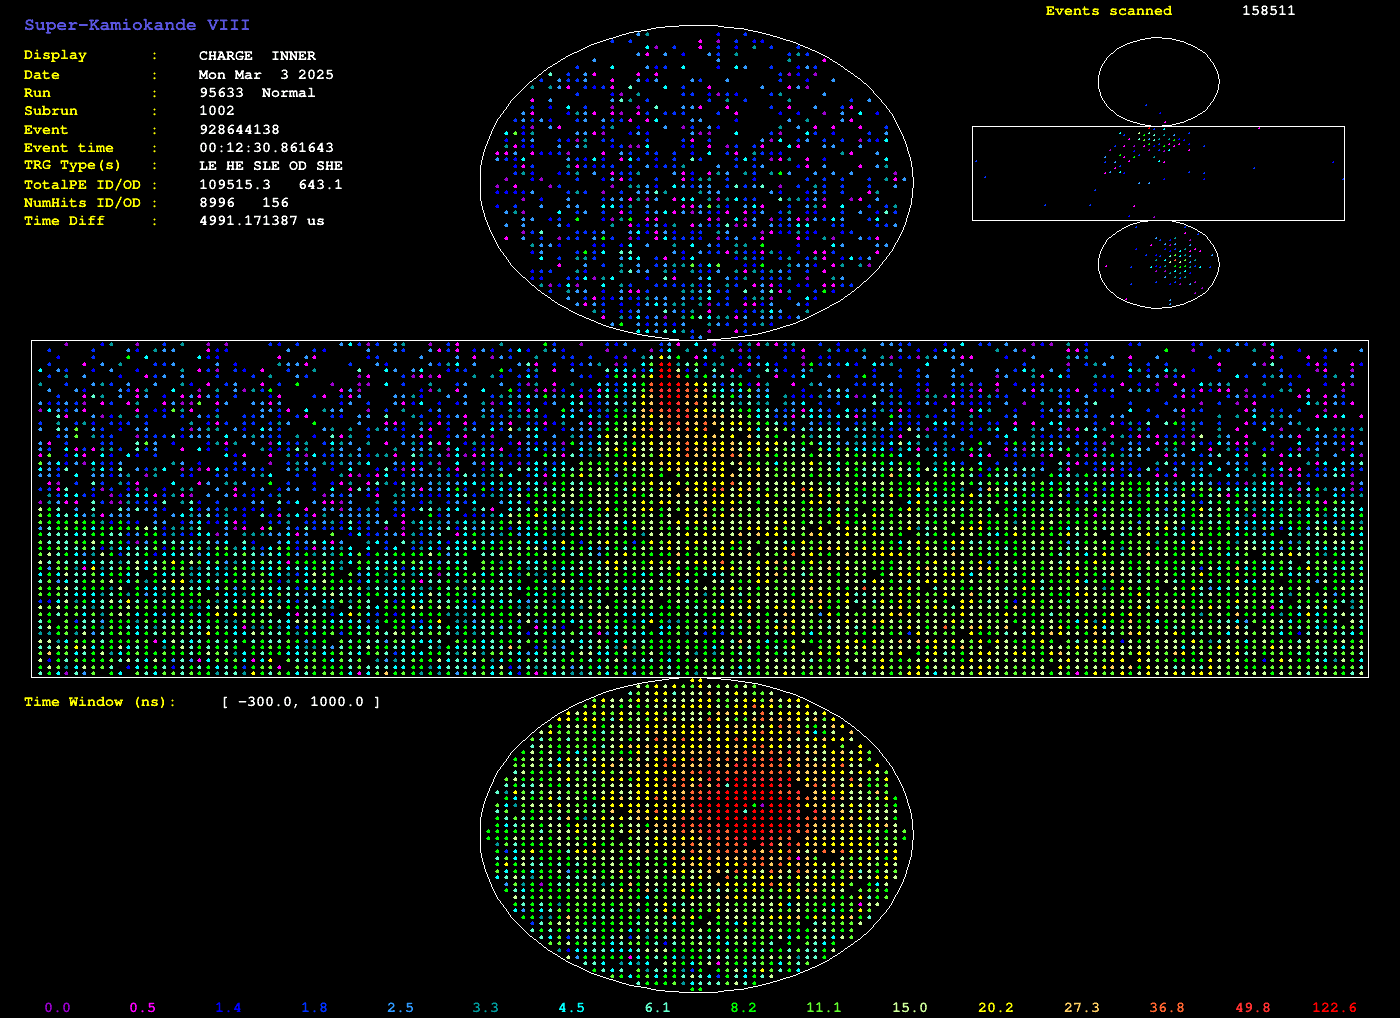 Super-Kamiokande VIII
Events scanned 158511
Display : CHARGE INNER
Date : Mon Mar 3 2025
Run : 95633 Normal
Subrun : 1002
Event : 928644138
Event time : 00:12:30.861643
TRG Type(s) : LE HE SLE OD SHE
TotalPE ID/OD : 109515.3 643.1
NumHits ID/OD : 8996 156
Time Diff : 4991.171387 us
Time Window (ns): [ -300.0, 1000.0 ]
0.0 0.5 1.4 1.8 2.5 3.3 4.5 6.1 8.2 11.1 15.0 20.2 27.3 36.8 49.8 122.6